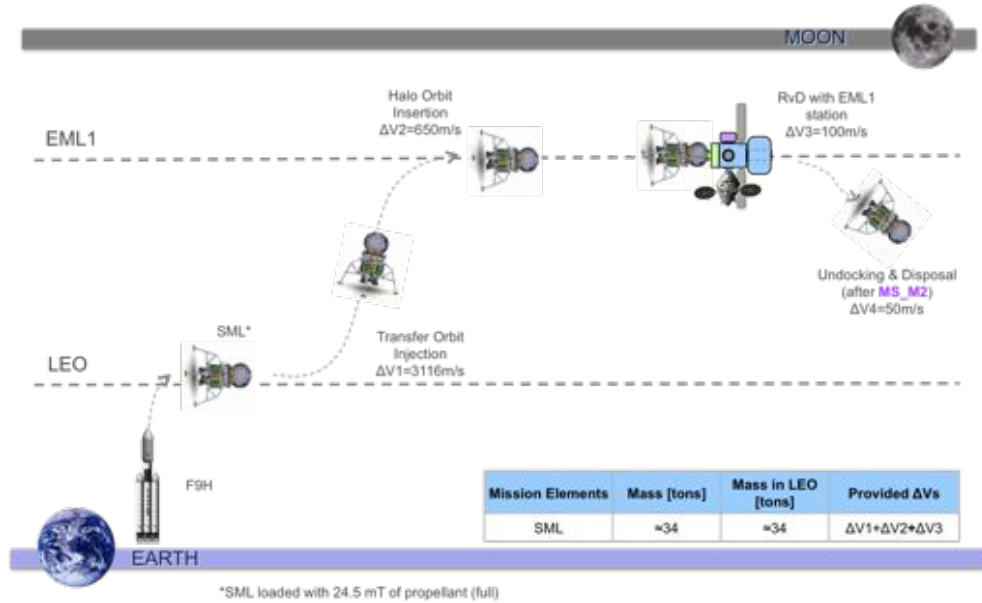 MOON
Halo Orbit
Insertion
ΔV2=650m/s
RvD with EML1
station
ΔV3=100m/s
EML1
Undocking & Disposal
(after MS_M2)
ΔV4=50m/s
SML*
Transfer Orbit
Injection
ΔV1=3116m/s
LEO
F9H
Mission Elements Mass [tons] Mass in LEO [tons] Provided ΔVs
SML ≈34 ≈34 ΔV1+ΔV2+ΔV3
EARTH
*SML loaded with 24.5 mT of propellant (full)